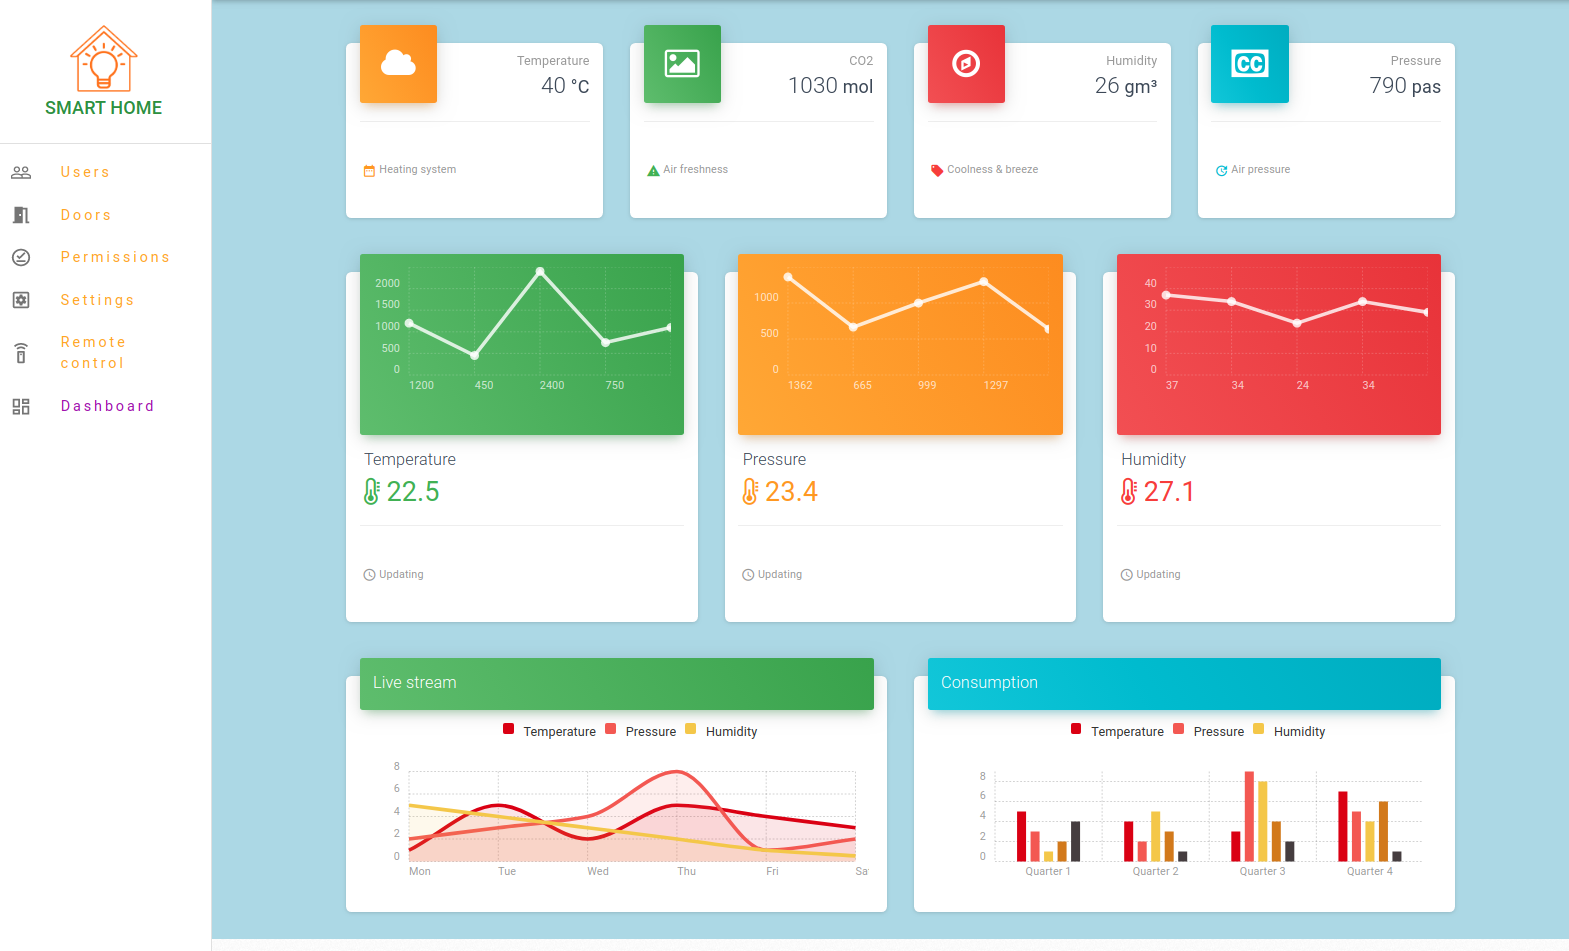 SMART HOME
Users
Doors
Permissions
Settings
Remote
control
Dashboard
Temperature
40 °C
Heating system
CO2
1030 mol
Air freshness
Humidity
26 gm³
Coolness & breeze
CC
Pressure
790 pas
Air pressure
2000
1500
1000
500
0
1200 450 2400 750
Temperature
22.5
Updating
1000
500
0
1362 665 999 1297
Pressure
23.4
Updating
40
30
20
10
0
37 34 24 34
Humidity
27.1
Updating
Live stream
Temperature Pressure Humidity
8
6
4
2
0
Mon Tue Wed Thu Fri Sa
Consumption
Temperature Pressure Humidity
8
6
4
2
0
Quarter 1 Quarter 2 Quarter 3 Quarter 4